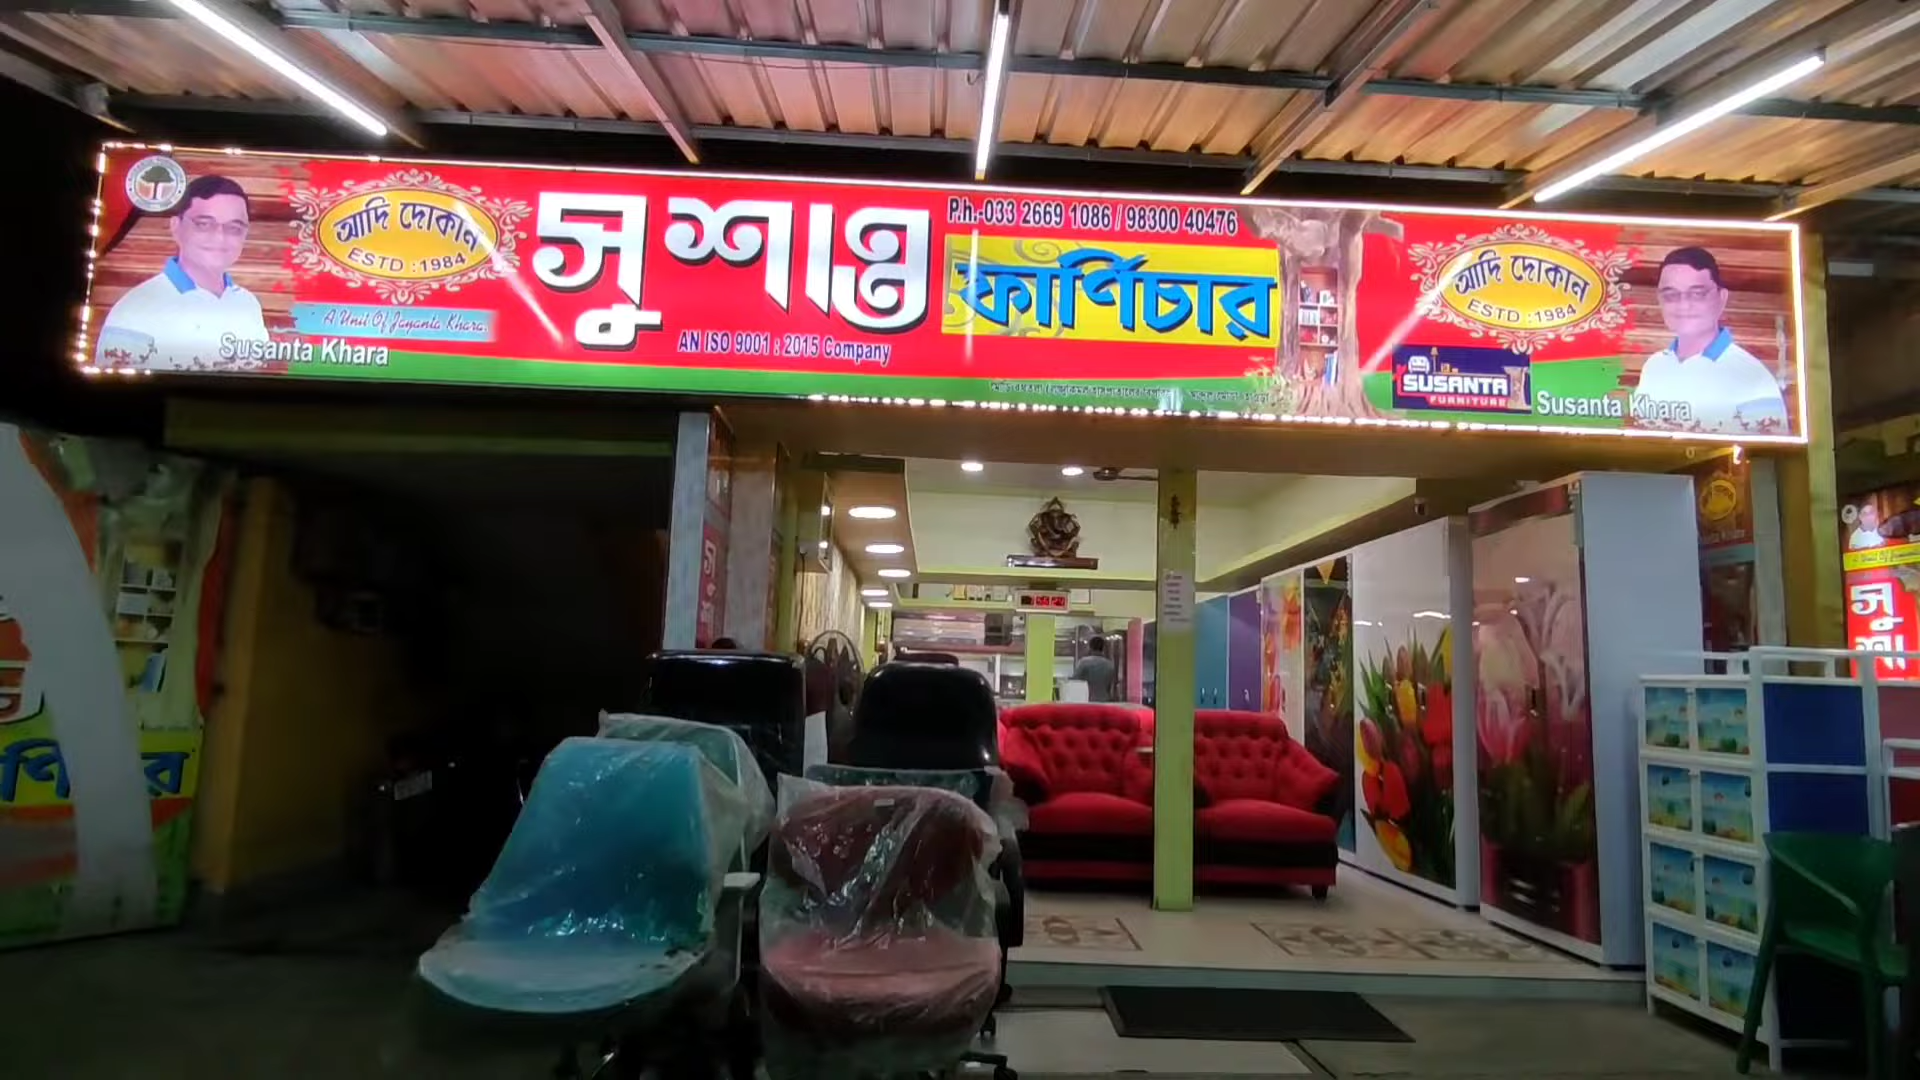 আদি দোকান
ESTD :1984
A Unit Of Jayanta Khara.
Susanta Khara
সুশান্ত
AN ISO 9001 : 2015 Company
P.h.-033 2669 1086 / 98300 40476
ফার্ণিচার
আদি দোকান
ESTD :1984
SUSANTA
FURNITURE
Susanta Khara
সু
শা